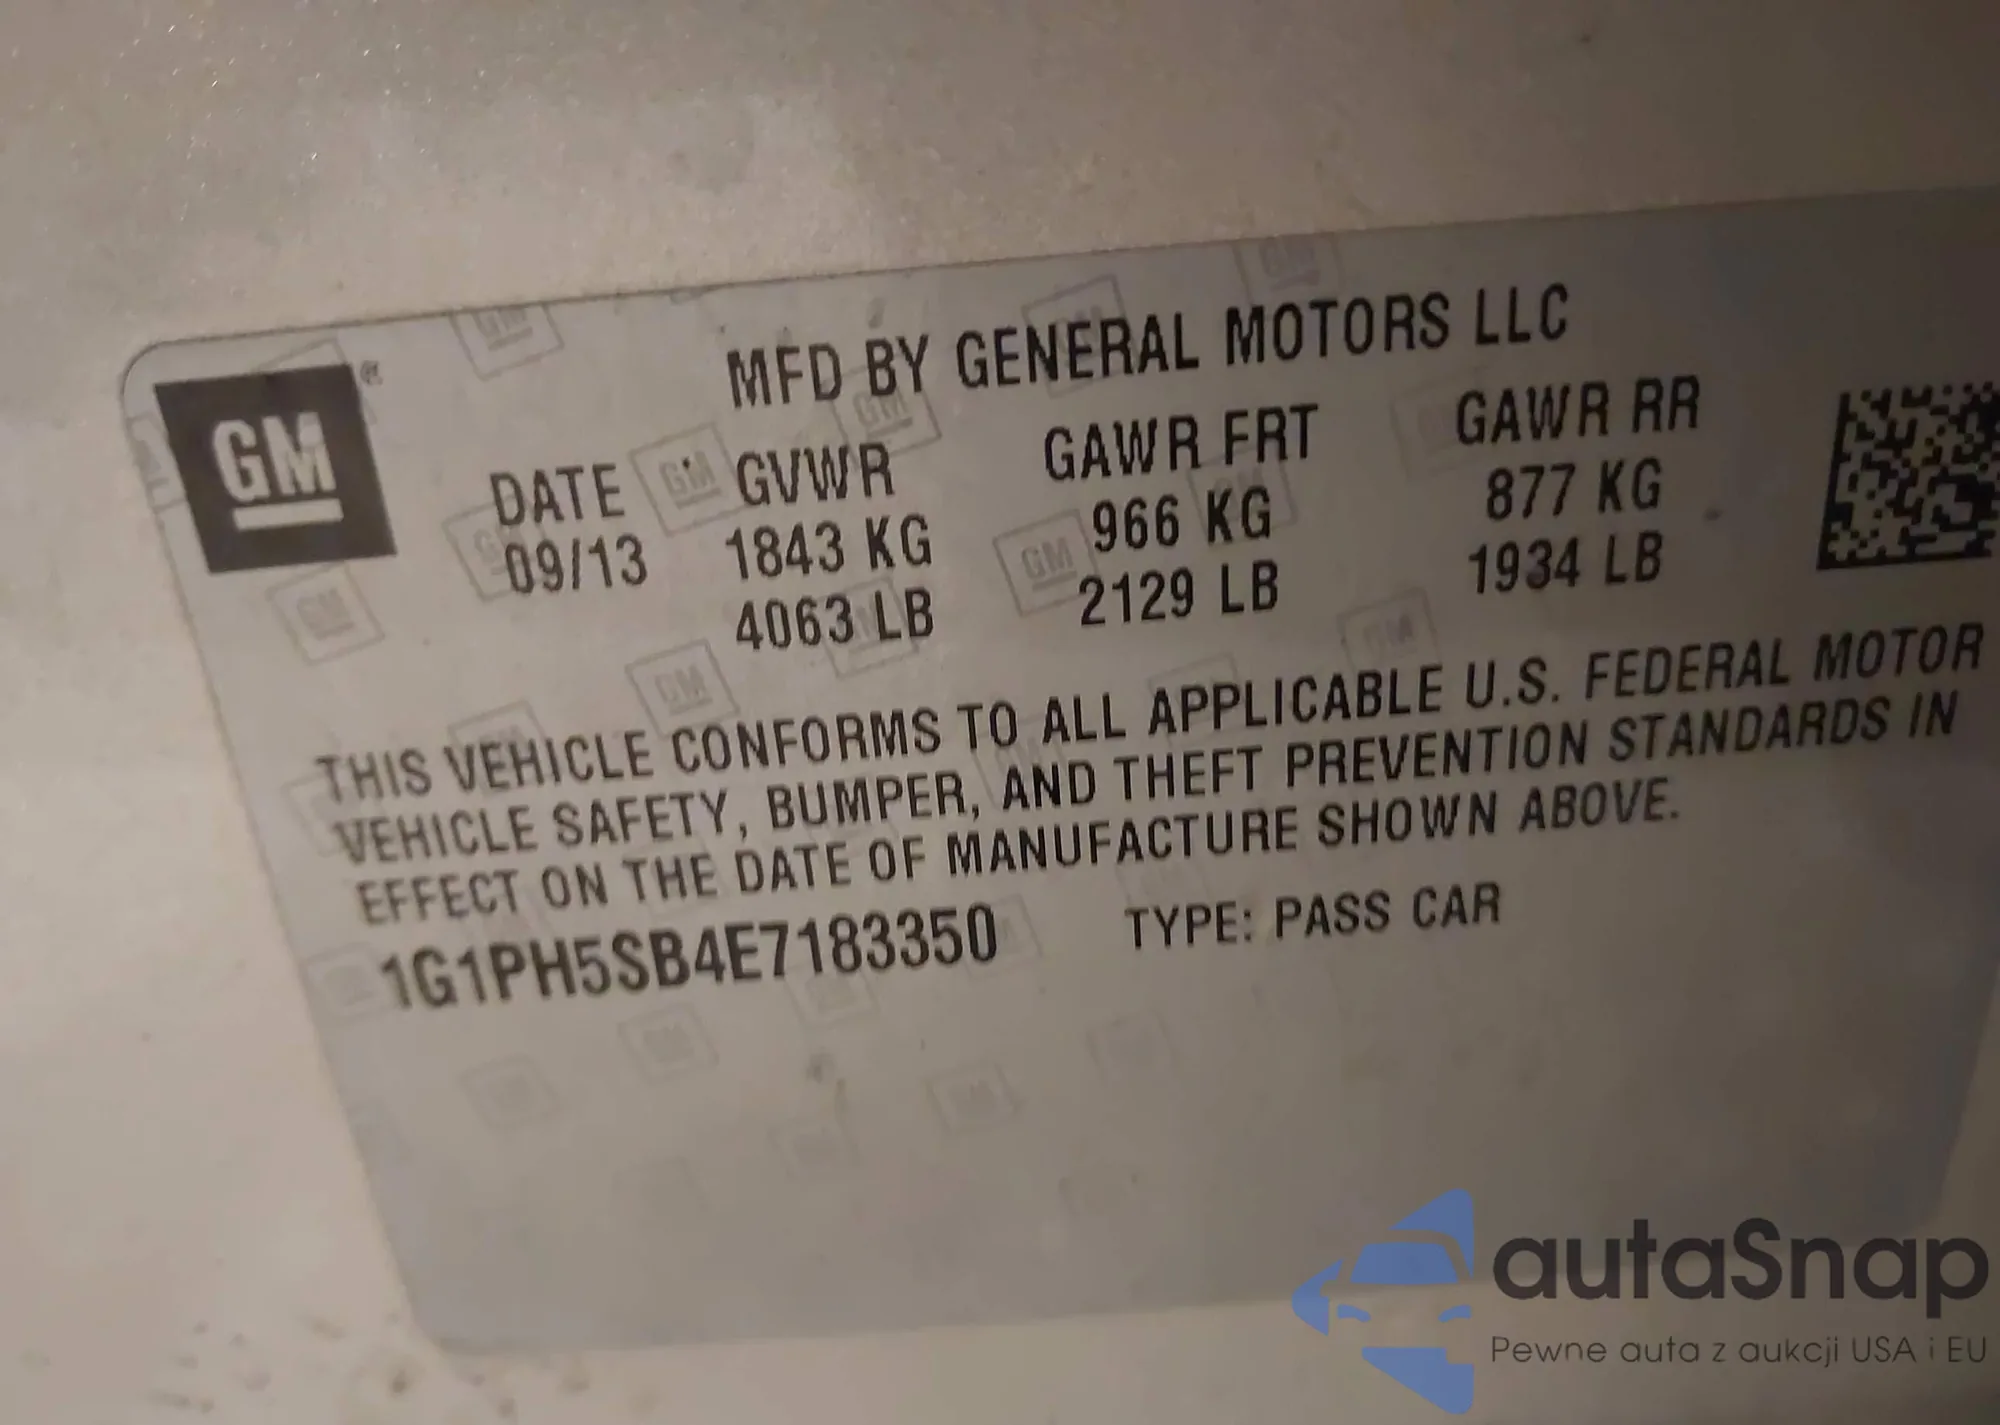 GM ®
MFD BY GENERAL MOTORS LLC
DATE GVWR GAWR FRT GAWR RR
09/13 1843 KG 966 KG 877 KG
4063 LB 2129 LB 1934 LB
THIS VEHICLE CONFORMS TO ALL APPLICABLE U.S. FEDERAL MOTOR
VEHICLE SAFETY, BUMPER, AND THEFT PREVENTION STANDARDS IN
EFFECT ON THE DATE OF MANUFACTURE SHOWN ABOVE.
1G1PH5SB4E7183350 TYPE: PASS CAR
autaSnap
Pewne auta z aukcji USA i EU